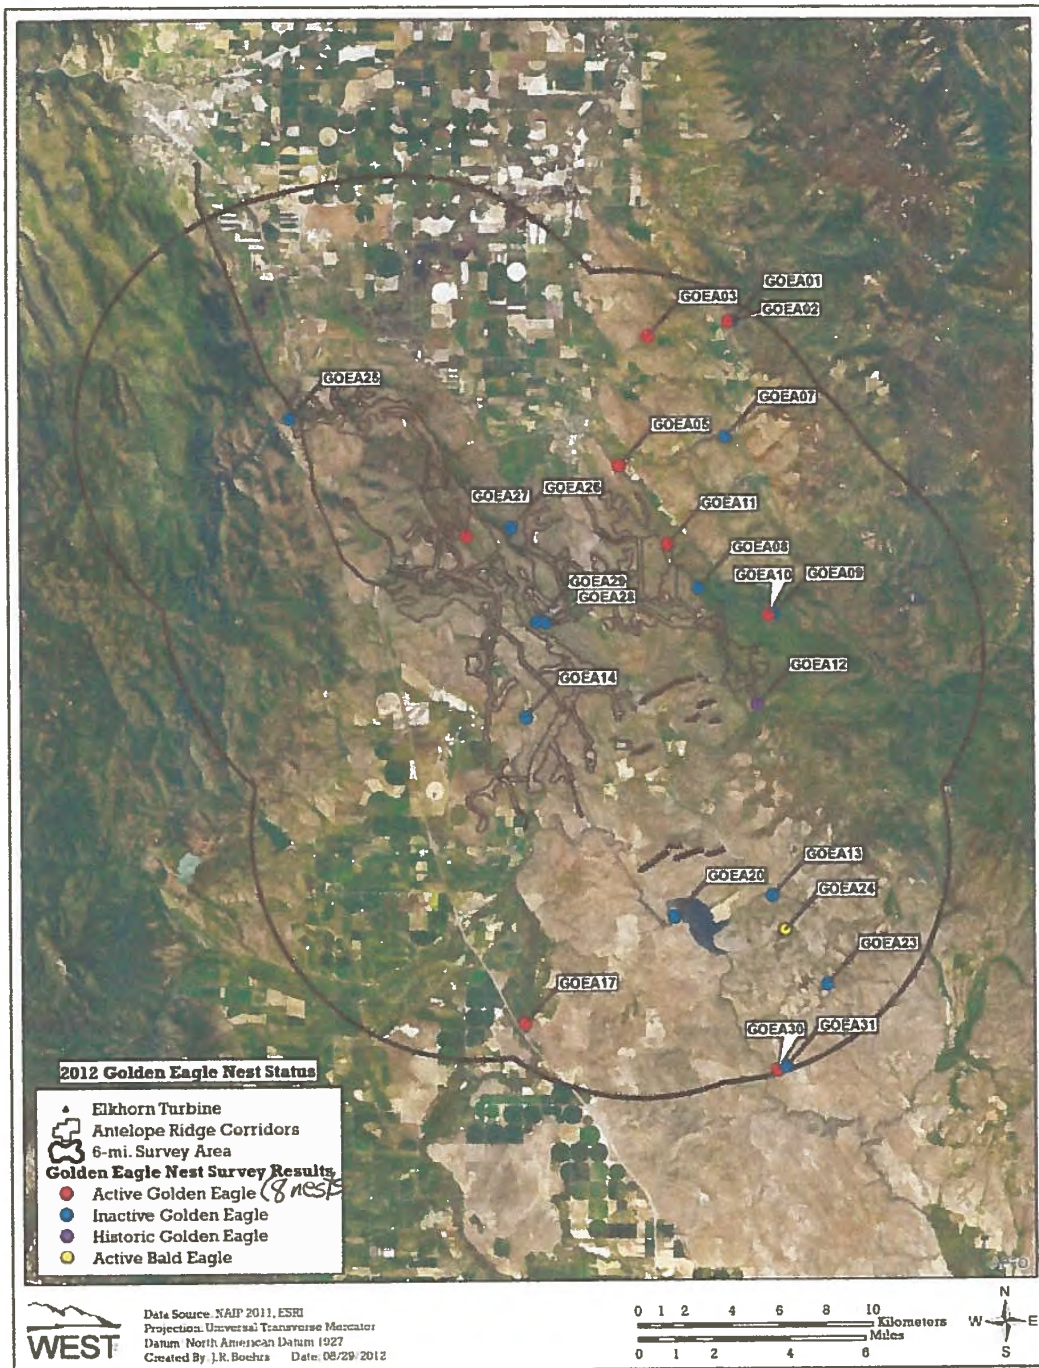 GOEA01
GOEA03
GOEA02
GOEA25
GOEA07
GOEA05
GOEA27
GOEA26
GOEA11
GOEA08
GOEA29
GOEA10
GOEA09
GOEA28
GOEA12
GOEA14
GOEA13
GOEA20
GOEA24
GOEA23
GOEA17
GOEA30
GOEA31
2012 Golden Eagle Nest Status
Elkhorn Turbine
Antelope Ridge Corridors
6-mi. Survey Area
Golden Eagle Nest Survey Results
Active Golden Eagle (8 nests
Inactive Golden Eagle
Historic Golden Eagle
Active Bald Eagle
WEST
Data Source: NAIP 2011, ESRI
Projection: Universal Transverse Mercator
Datum: North American Datum 1927
Created By: J.R. Boehrs Date: 08/29/2012
0 1 2 4 6 8 10
Kilometers
Miles
0 1 2 4 6
N
W E
S